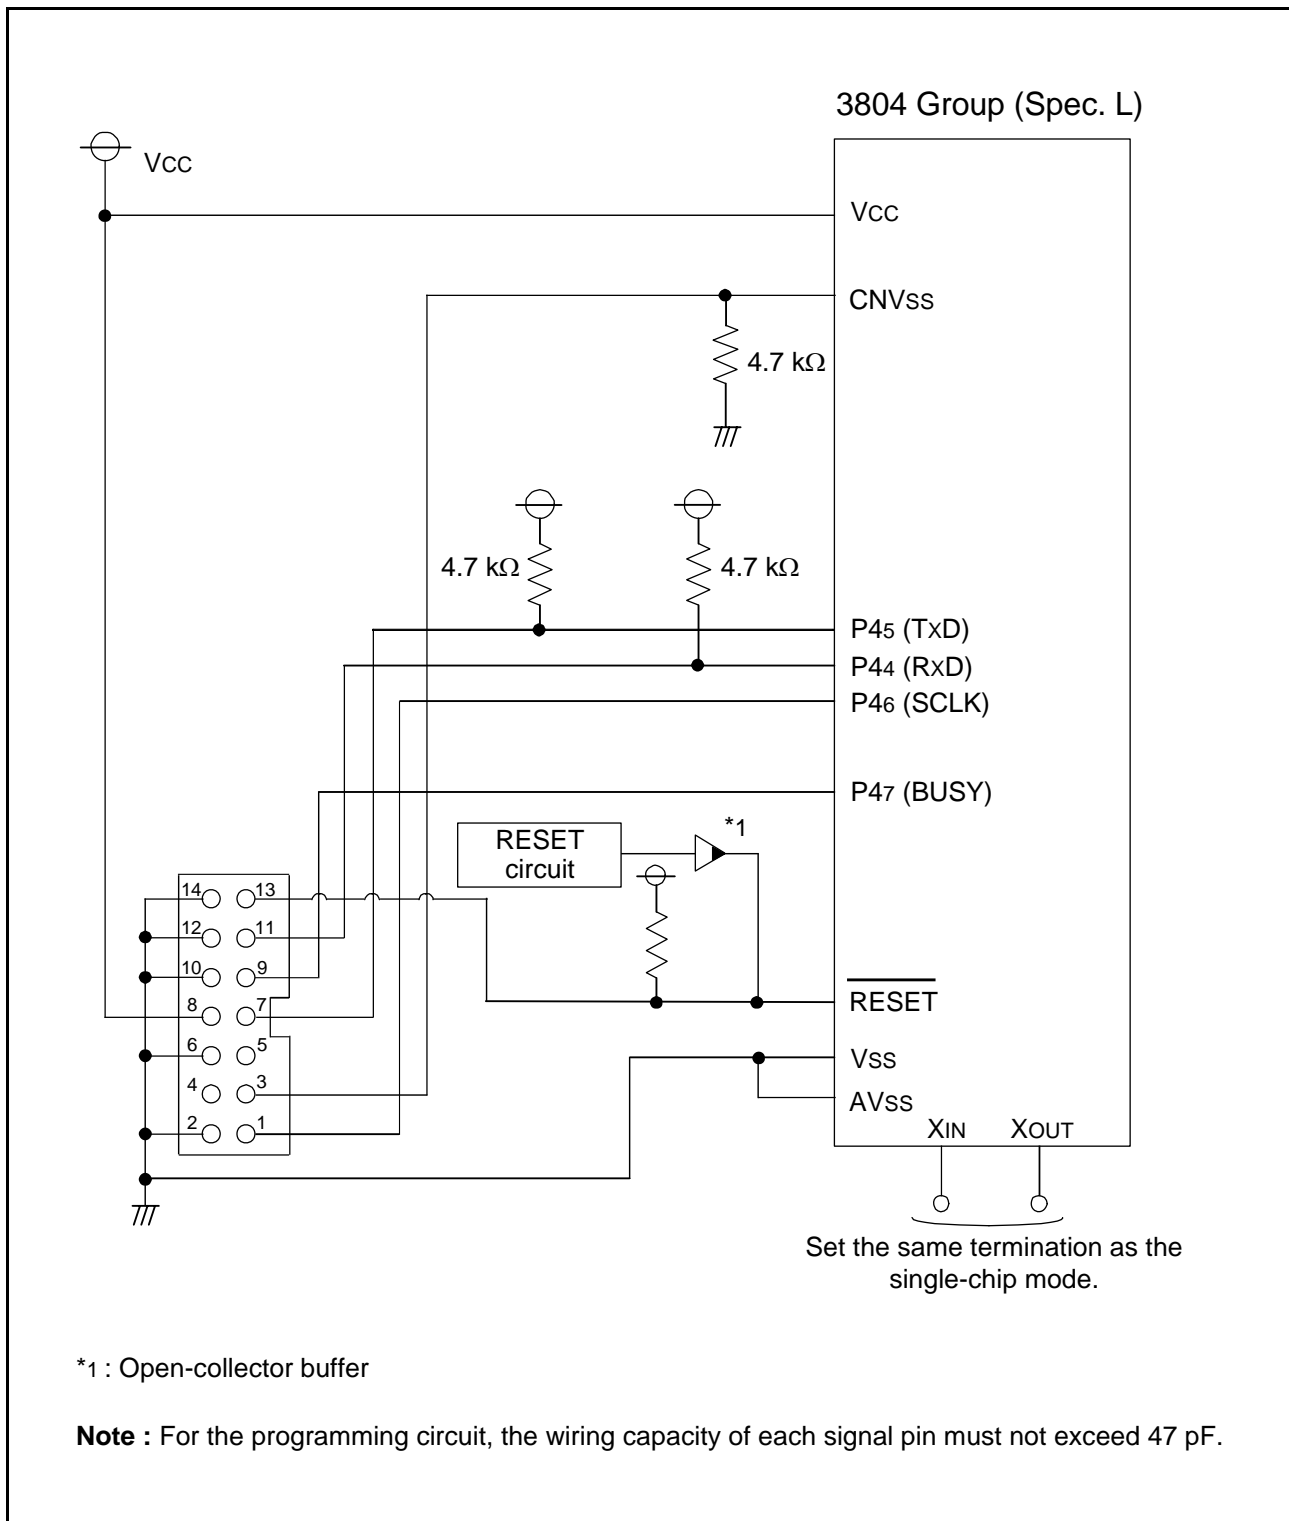 3804 Group (Spec. L)
VCC
VCC
CNVSS
4.7 kΩ
4.7 kΩ
4.7 kΩ
P45 (TXD)
P44 (RXD)
P46 (SCLK)
P47 (BUSY)
*1
RESET
circuit
14 13
12 11
10 9
8 7
6 5
4 3
2 1
RESET
VSS
AVSS
XIN XOUT
Set the same termination as the
single-chip mode.
*1 : Open-collector buffer
Note : For the programming circuit, the wiring capacity of each signal pin must not exceed 47 pF.